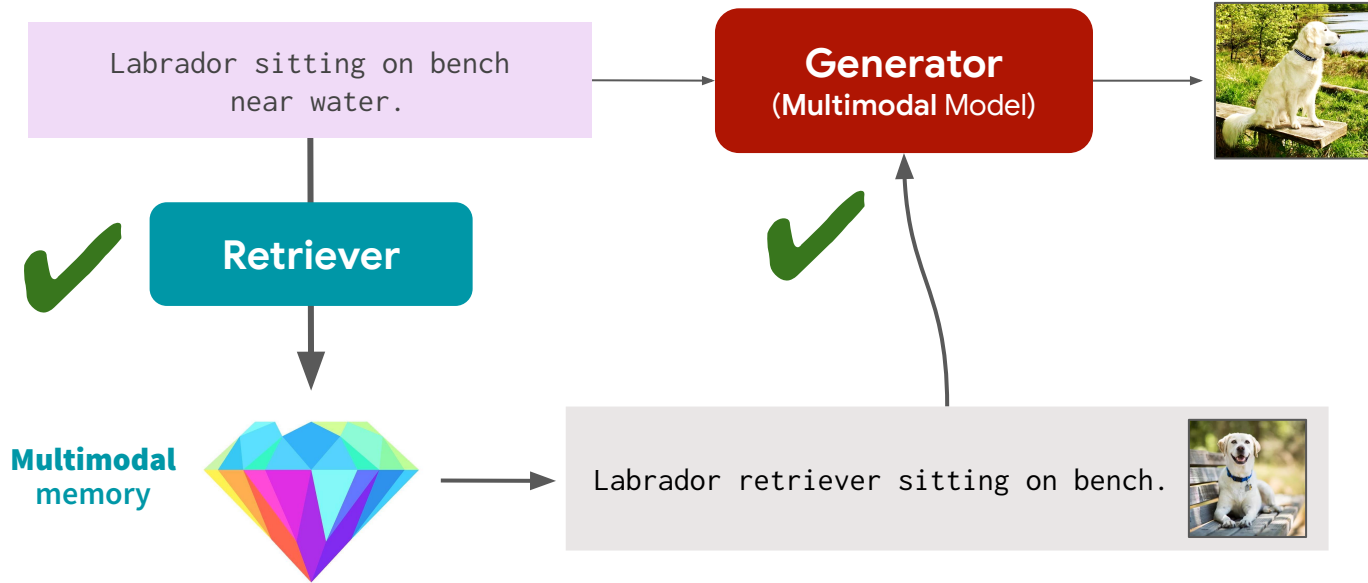 Labrador sitting on bench
near water.
Generator
(Multimodal Model)
Retriever
Multimodal
memory
Labrador retriever sitting on bench.